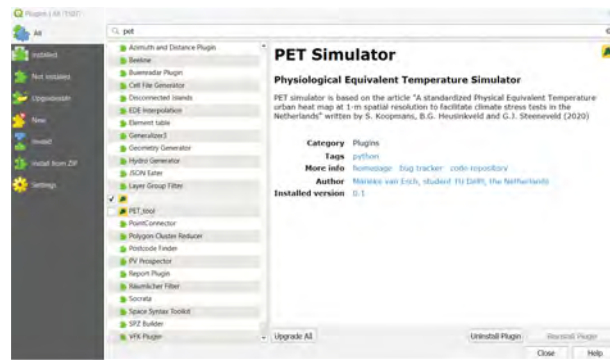 Plugins | All (1587)
All
pet
Installed
Not installed
Upgradeable
New
Invalid
Install from ZIP
Settings
Azimuth and Distance Plugin
Beeline
Buienradar Plugin
Cell File Generator
Disconnected Islands
EDE Interpolation
Element table
Generalizer3
Geometry Generator
Hydro Generator
JSON Eater
Layer Group Filter
PET_tool
PointConnector
Polygon Cluster Reducer
Postcode Finder
PV Prospector
Report Plugin
Räumlicher Filter
Socrata
Space Syntax Toolkit
SPZ Builder
VFK Plugin
PET Simulator
Physiological Equivalent Temperature Simulator
PET simulator is based on the article "A standardized Physical Equivalent Temperature
urban heat map at 1-m spatial resolution to facilitate climate stress tests in the
Netherlands" written by S. Koopmans, B.G. Heusinkveld and G.J. Steeneveld (2020)
Category Plugins
Tags python
More info homepage bug tracker code repository
Author Marieke van Esch, student TU Delft, the Netherlands
Installed version 0.1
Upgrade All
Uninstall Plugin
Reinstall Plugin
Close
Help